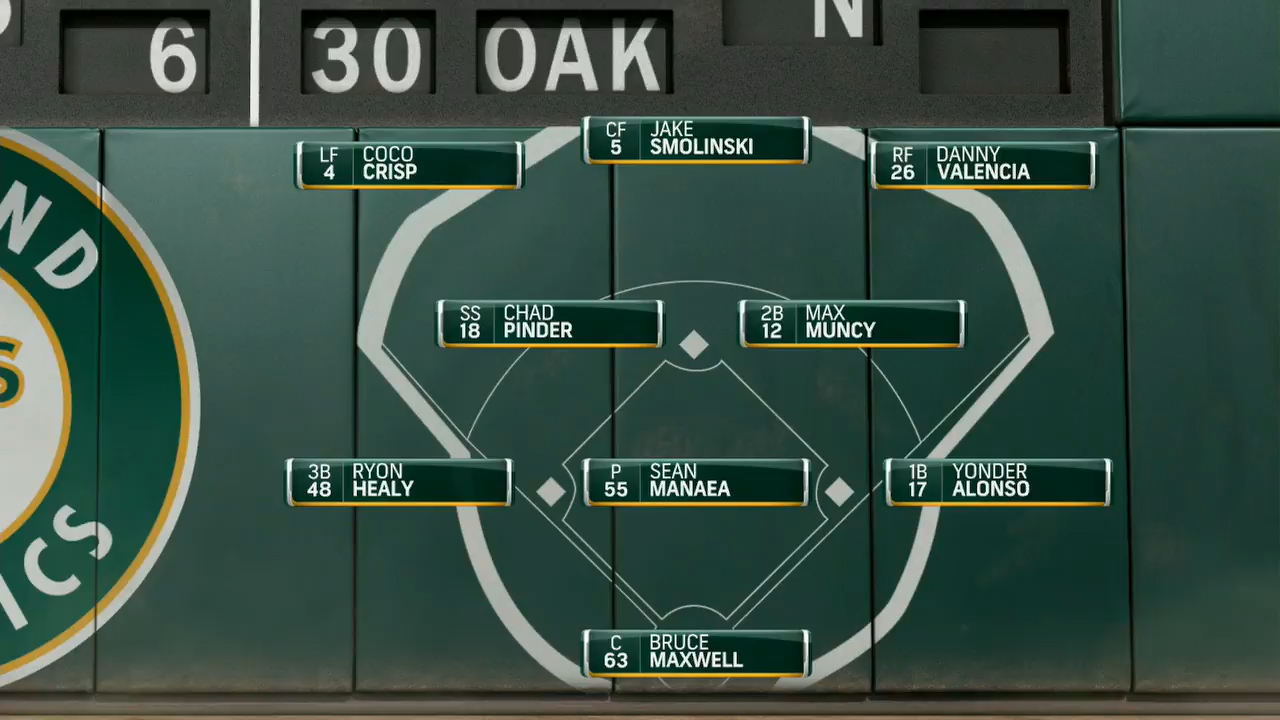 6 30 OAK N
CF JAKE
5 SMOLINSKI
LF COCO
4 CRISP
RF DANNY
26 VALENCIA
ND
SS CHAD
18 PINDER
2B MAX
12 MUNCY
S
3B RYON
48 HEALY
P SEAN
55 MANAEA
1B YONDER
17 ALONSO
ICS
C BRUCE
63 MAXWELL